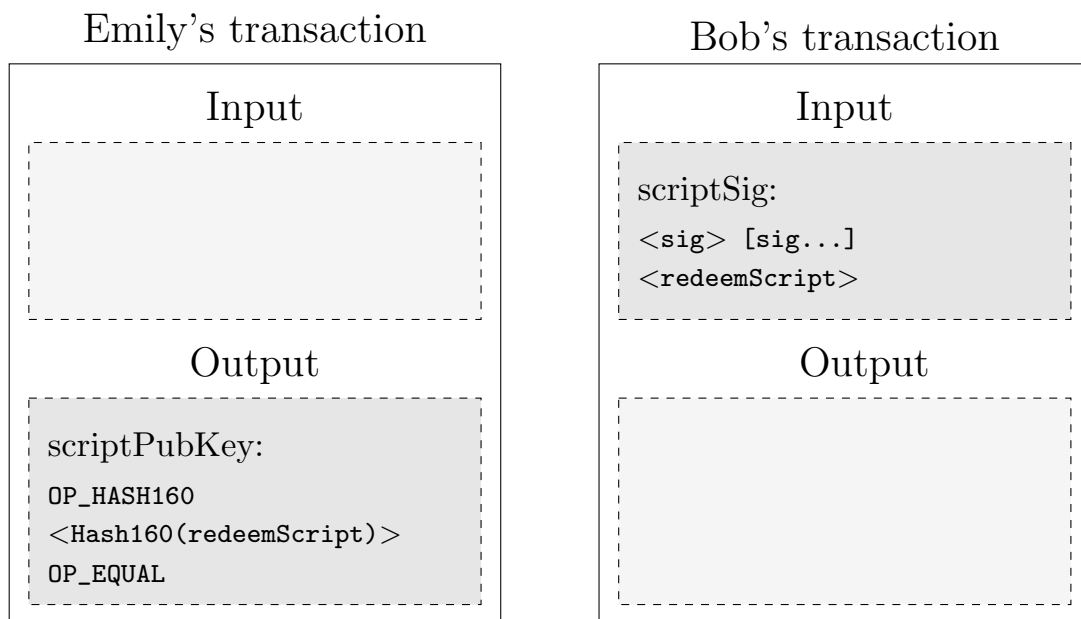 Emily's transaction
Input
Output
scriptPubKey:
OP_HASH160
<Hash160(redeemScript)>
OP_EQUAL
Bob's transaction
Input
scriptSig:
<sig> [sig...]
<redeemScript>
Output